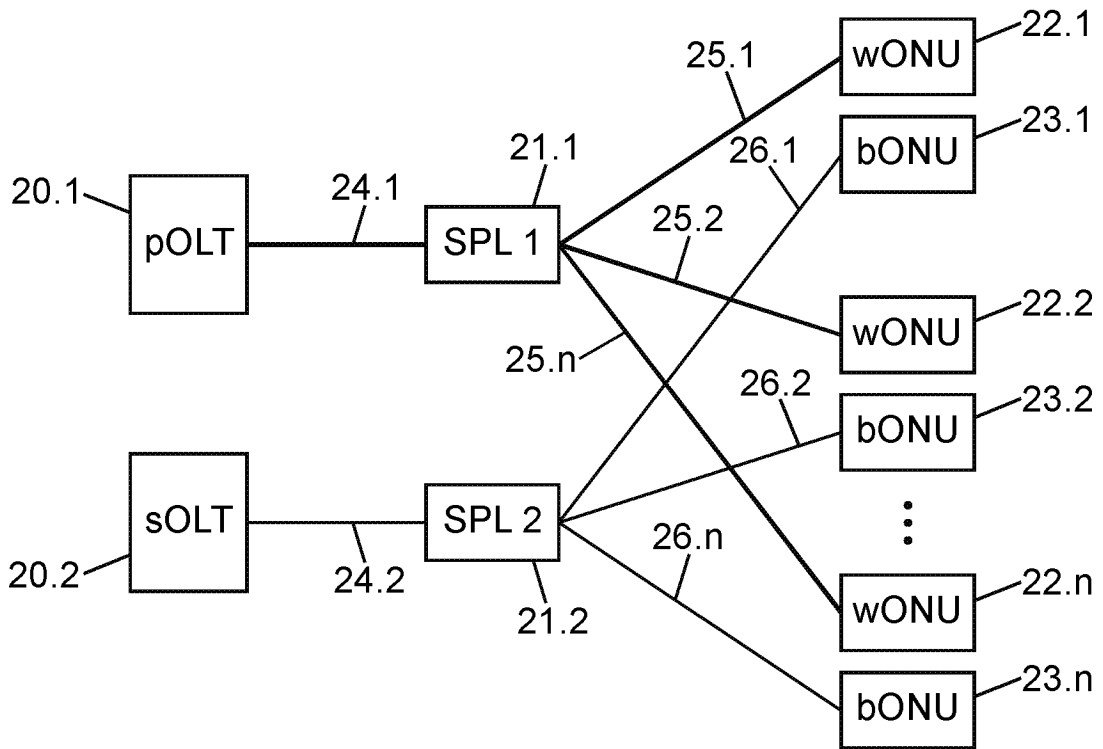 22.1
wONU
25.1
23.1
bONU
21.1
26.1
20.1
24.1
pOLT
SPL 1
25.2
22.2
wONU
25.n
26.2
23.2
bONU
sOLT
SPL 2
26.n
20.2
24.2
21.2
22.n
wONU
23.n
bONU